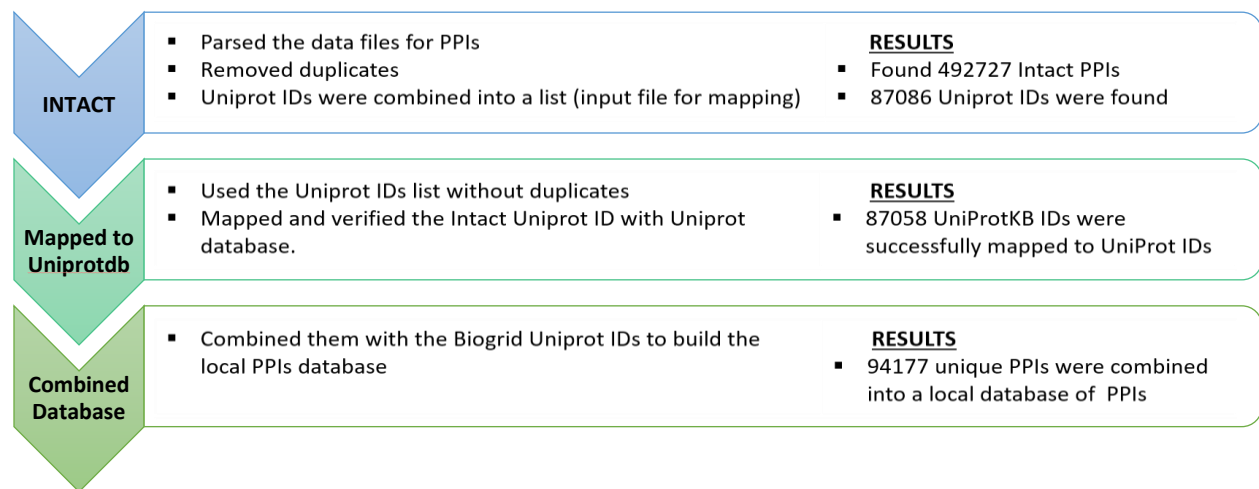 INTACT
▪ Parsed the data files for PPIs
▪ Removed duplicates
▪ Uniprot IDs were combined into a list (input file for mapping)
RESULTS
▪ Found 492727 Intact PPIs
▪ 87086 Uniprot IDs were found
Mapped to
Uniprotdb
▪ Used the Uniprot IDs list without duplicates
▪ Mapped and verified the Intact Uniprot ID with Uniprot
database.
RESULTS
▪ 87058 UniProtKB IDs were
successfully mapped to UniProt IDs
Combined
Database
▪ Combined them with the Biogrid Uniprot IDs to build the
local PPIs database
RESULTS
▪ 94177 unique PPIs were combined
into a local database of PPIs